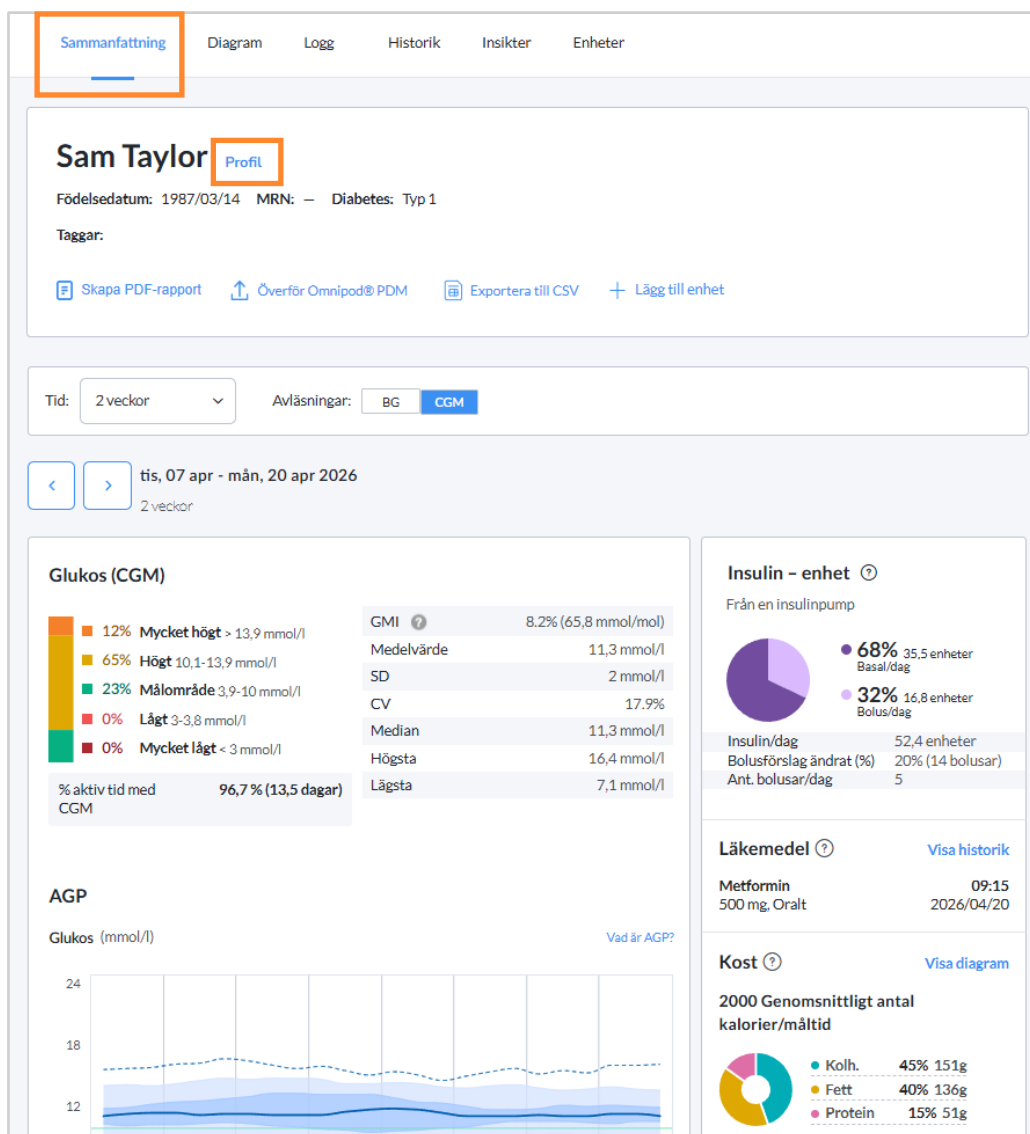 Sammanfattning Diagram Logg Historik Insikter Enheter
Sam Taylor Profil
Födelsedatum: 1987/03/14 MRN: — Diabetes: Typ 1
Taggar:
Skapa PDF-rapport Överför Omnipod® PDM Exportera till CSV Lägg till enhet
Tid: 2 veckor Avläsningar: BG CGM
tis, 07 apr - mån, 20 apr 2026
2 veckor
Glukos (CGM)
12% Mycket högt > 13,9 mmol/l
65% Högt 10,1-13,9 mmol/l
23% Målområde 3,9-10 mmol/l
0% Lågt 3-3,8 mmol/l
0% Mycket lågt < 3 mmol/l
% aktiv tid med 96,7 % (13,5 dagar)
CGM
GMI ? 8.2% (65,8 mmol/mol)
Medelvärde 11,3 mmol/l
SD 2 mmol/l
CV 17.9%
Median 11,3 mmol/l
Högsta 16,4 mmol/l
Lägsta 7,1 mmol/l
AGP
Glukos (mmol/l) Vad är AGP?
24
18
12
Insulin – enhet ?
Från en insulinpump
68% 35,5 enheter
Basal/dag
32% 16,8 enheter
Bolus/dag
Insulin/dag 52,4 enheter
Bolusförslag ändrat (%) 20% (14 bolusar)
Ant. bolusar/dag 5
Läkemedel ? Visa historik
Metformin 09:15
500 mg, Oralt 2026/04/20
Kost ? Visa diagram
2000 Genomsnittligt antal
kalorier/måltid
Kolh. 45% 151g
Fett 40% 136g
Protein 15% 51g